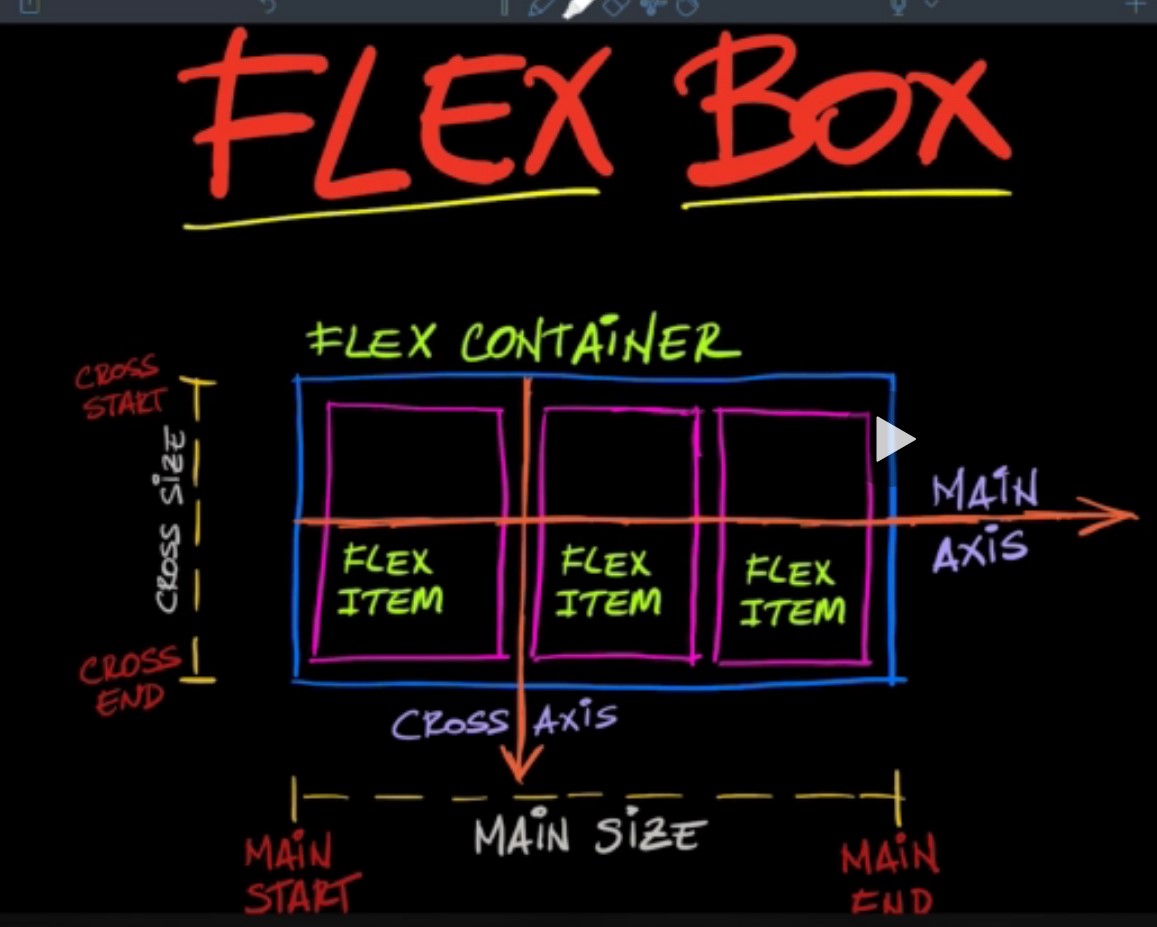 FLEX BOX
FLEX CONTAINER
CROSS
START
CROSS SIZE
CROSS
END
MAIN
AXIS
FLEX
ITEM
FLEX
ITEM
FLEX
ITEM
CROSS AXIS
MAIN SIZE
MAIN
START
MAIN
END